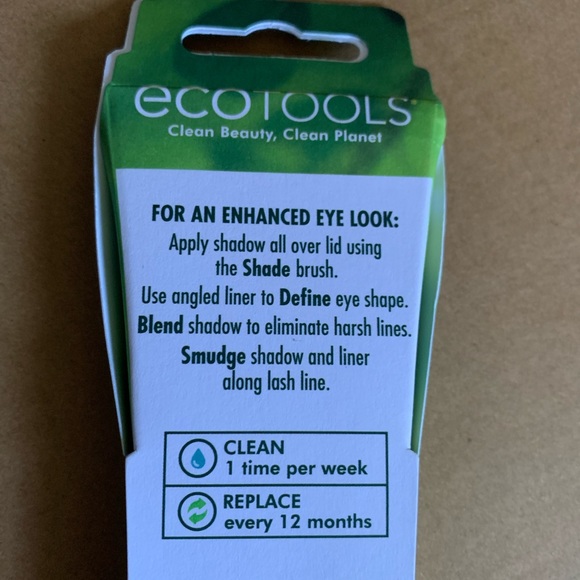 ecoTOOLS®
Clean Beauty, Clean Planet
FOR AN ENHANCED EYE LOOK:
Apply shadow all over lid using
the Shade brush.
Use angled liner to Define eye shape.
Blend shadow to eliminate harsh lines.
Smudge shadow and liner
along lash line.
CLEAN
1 time per week
REPLACE
every 12 months